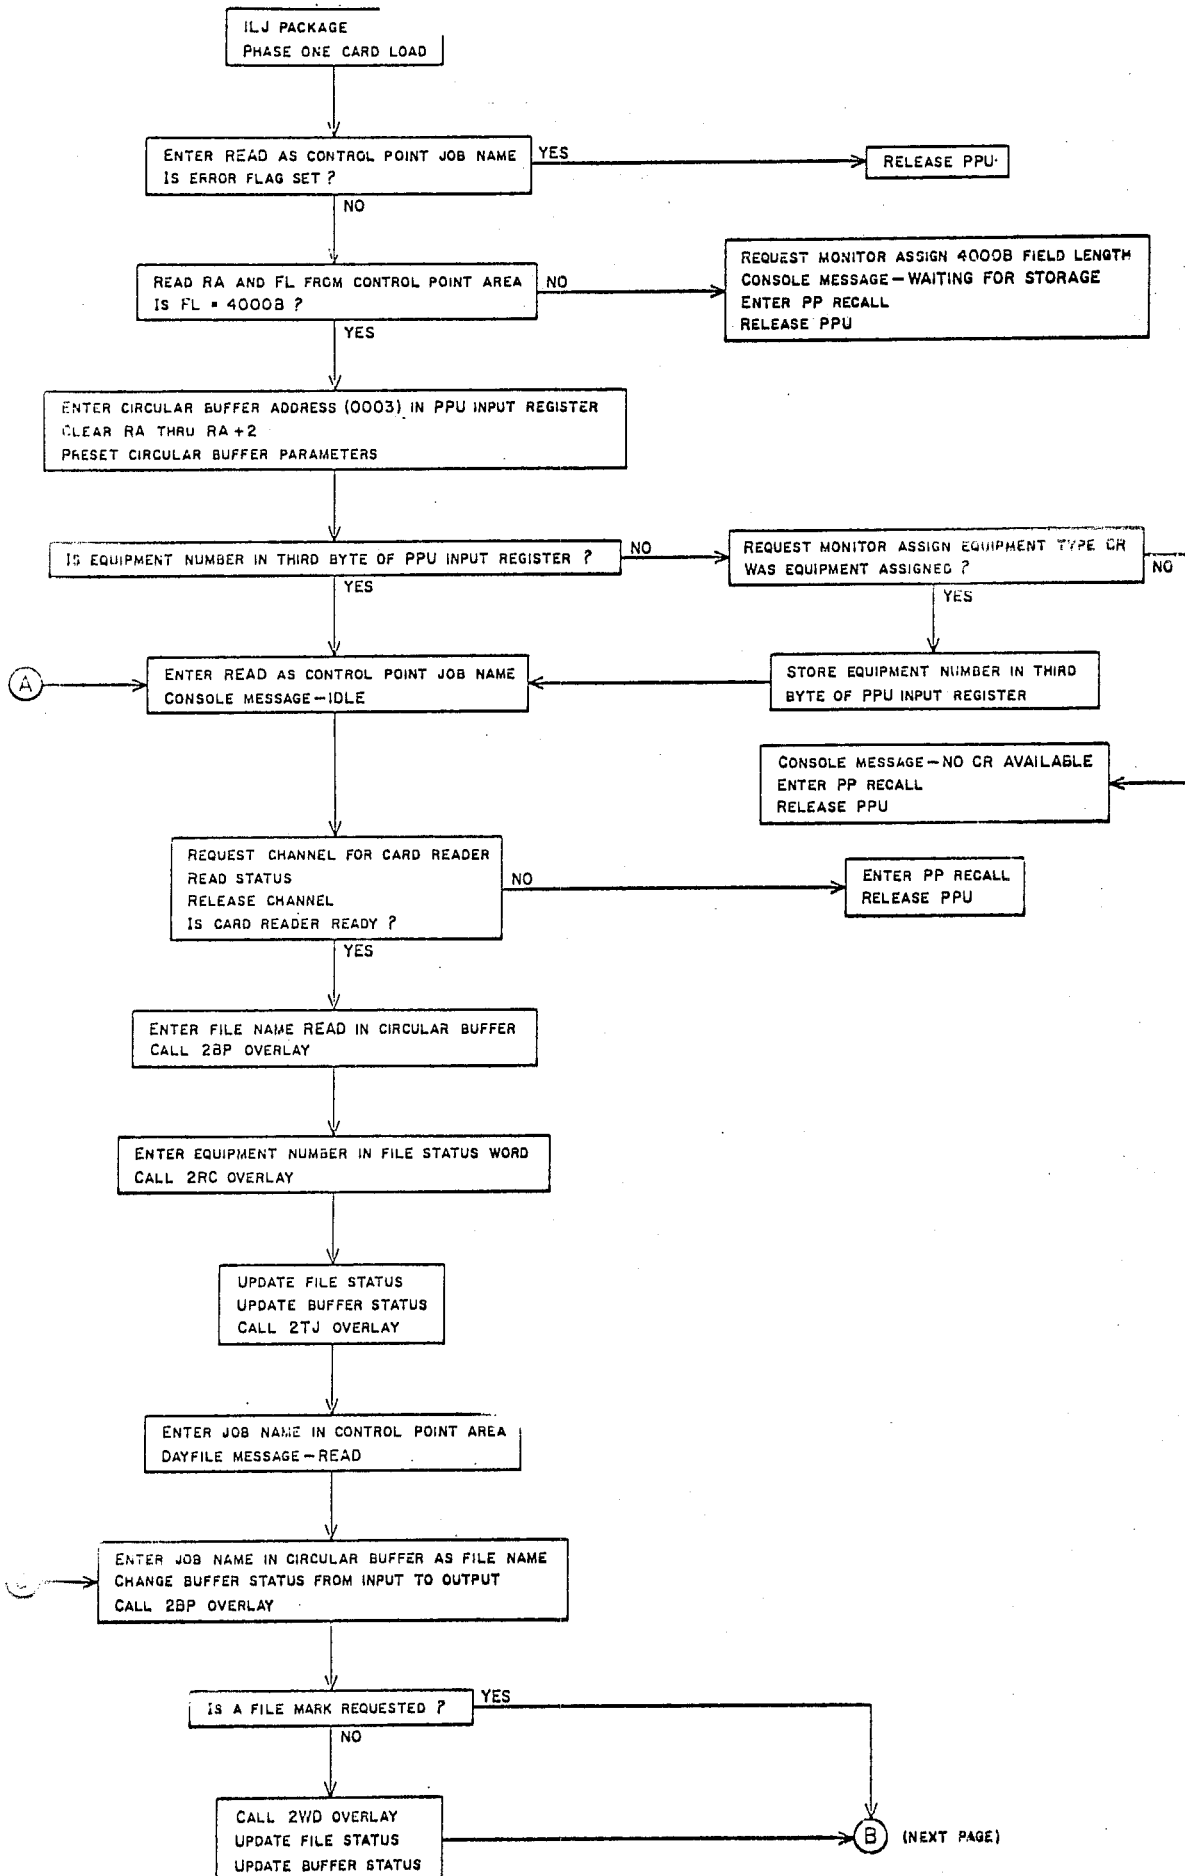 1LJ PACKAGE
PHASE ONE CARD LOAD
ENTER READ AS CONTROL POINT JOB NAME
IS ERROR FLAG SET ?
YES
RELEASE PPU
NO
READ RA AND FL FROM CONTROL POINT AREA
IS FL = 4000B ?
NO
REQUEST MONITOR ASSIGN 4000B FIELD LENGTH
CONSOLE MESSAGE—WAITING FOR STORAGE
ENTER PP RECALL
RELEASE PPU
YES
ENTER CIRCULAR BUFFER ADDRESS (0003) IN PPU INPUT REGISTER
CLEAR RA THRU RA+2
PRESET CIRCULAR BUFFER PARAMETERS
IS EQUIPMENT NUMBER IN THIRD BYTE OF PPU INPUT REGISTER ?
NO
REQUEST MONITOR ASSIGN EQUIPMENT TYPE CR
WAS EQUIPMENT ASSIGNED ?
NO
YES
YES
A
ENTER READ AS CONTROL POINT JOB NAME
CONSOLE MESSAGE—IDLE
STORE EQUIPMENT NUMBER IN THIRD
BYTE OF PPU INPUT REGISTER
CONSOLE MESSAGE—NO CR AVAILABLE
ENTER PP RECALL
RELEASE PPU
REQUEST CHANNEL FOR CARD READER
READ STATUS
RELEASE CHANNEL
IS CARD READER READY ?
NO
ENTER PP RECALL
RELEASE PPU
YES
ENTER FILE NAME READ IN CIRCULAR BUFFER
CALL 2BP OVERLAY
ENTER EQUIPMENT NUMBER IN FILE STATUS WORD
CALL 2RC OVERLAY
UPDATE FILE STATUS
UPDATE BUFFER STATUS
CALL 2TJ OVERLAY
ENTER JOB NAME IN CONTROL POINT AREA
DAYFILE MESSAGE—READ
ENTER JOB NAME IN CIRCULAR BUFFER AS FILE NAME
CHANGE BUFFER STATUS FROM INPUT TO OUTPUT
CALL 2BP OVERLAY
IS A FILE MARK REQUESTED ?
YES
NO
CALL 2WD OVERLAY
UPDATE FILE STATUS
UPDATE BUFFER STATUS
B (NEXT PAGE)